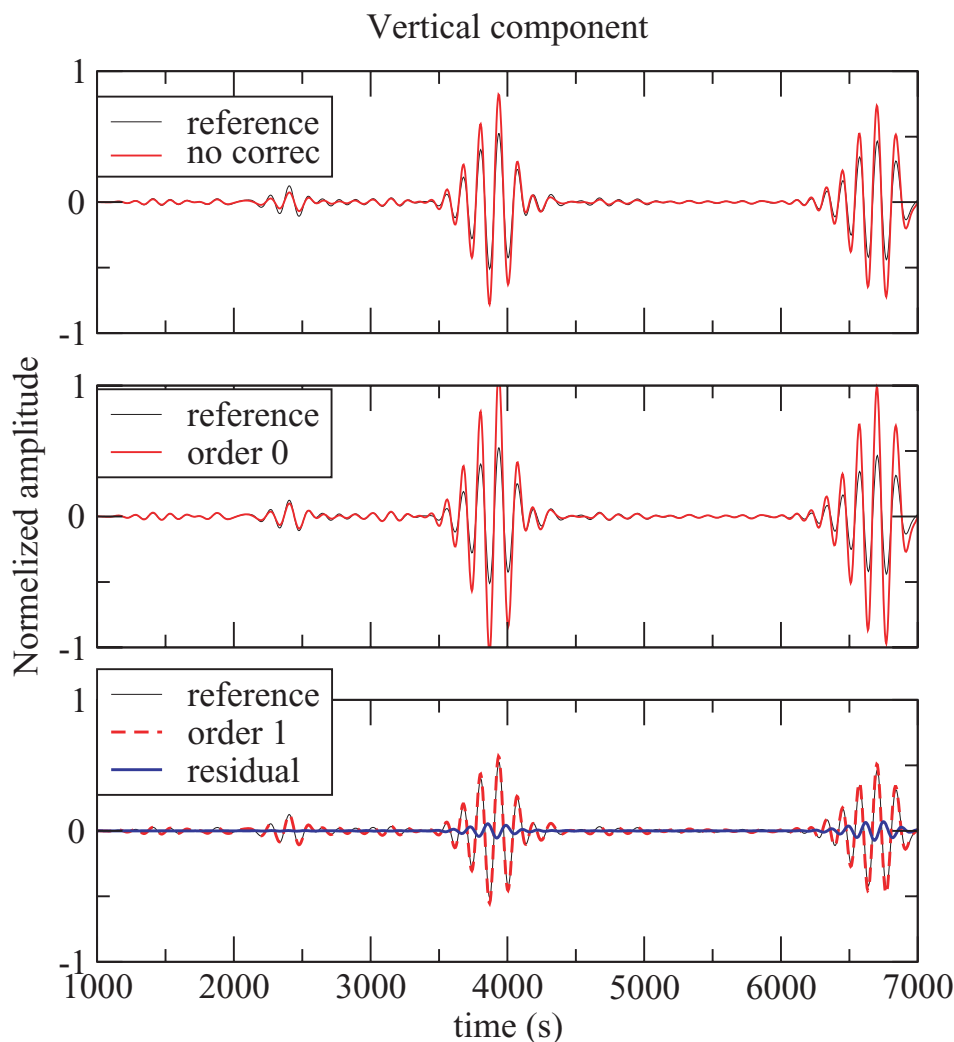 Vertical component
1
reference
no correc
0
-1
1
reference
order 0
0
-1
Normelized amplitude
1
reference
order 1
residual
0
-1
1000 2000 3000 4000 5000 6000 7000
time (s)